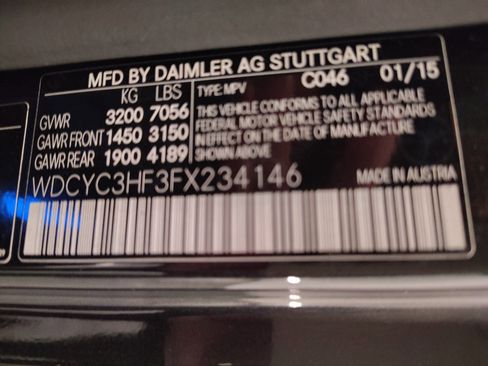 MFD BY DAIMLER AG STUTTGART
KG LBS TYPE: MPV C046 01/15
GVWR 3200 7056 THIS VEHICLE CONFORMS TO ALL APPLICABLE
GAWR FRONT 1450 3150 FEDERAL MOTOR VEHICLE SAFETY STANDARDS
GAWR REAR 1900 4189 IN EFFECT ON THE DATE OF MANUFACTURE
SHOWN ABOVE
WDCYC3HF3FX234146 MADE IN AUSTRIA